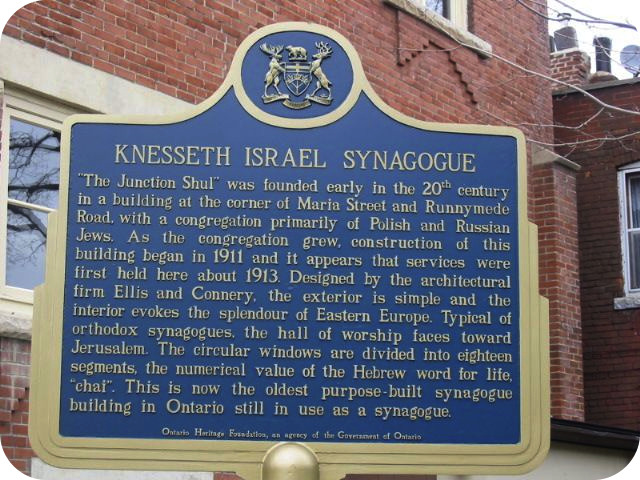 KNESSETH ISRAEL SYNAGOGUE
"The Junction Shul" was founded early in the 20th century
in a building at the corner of Maria Street and Runnymede
Road, with a congregation primarily of Polish and Russian
Jews. As the congregation grew, construction of this
building began in 1911 and it appears that services were
first held here about 1913. Designed by the architectural
firm Ellis and Connery, the exterior is simple and the
interior evokes the splendour of Eastern Europe. Typical of
orthodox synagogues, the hall of worship faces toward
Jerusalem. The circular windows are divided into eighteen
segments, the numerical value of the Hebrew word for life,
"chai". This is now the oldest purpose-built synagogue
building in Ontario still in use as a synagogue.
Ontario Heritage Foundation, an agency of the Government of Ontario